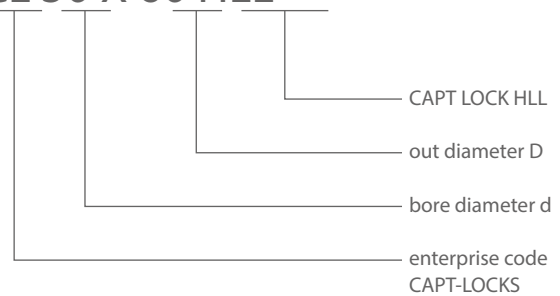 CAPT LOCK HLL
out diameter D
bore diameter d
enterprise code
CAPT-LOCKS